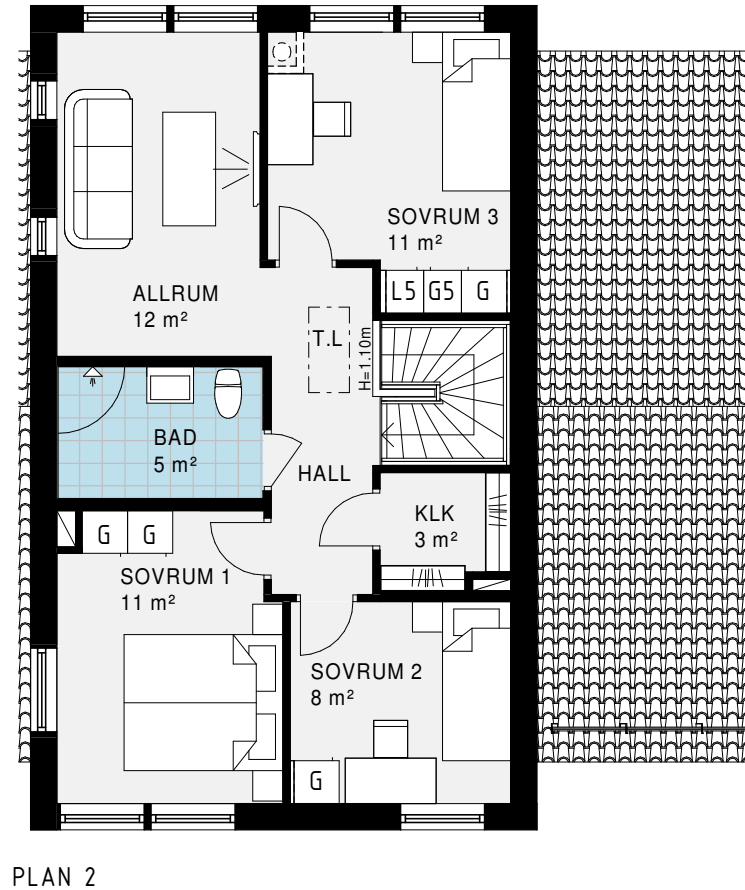 SOVRUM 3
11 m²
L5 G5 G
ALLRUM
12 m²
T.L
H=1.10m
BAD
5 m²
HALL
KLK
3 m²
G G
SOVRUM 1
11 m²
SOVRUM 2
8 m²
G
PLAN 2